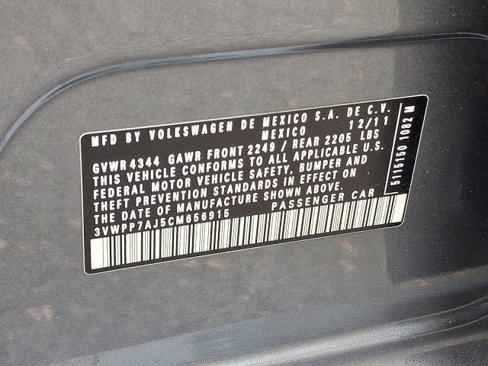 MFD BY VOLKSWAGEN DE MEXICO S.A. DE C.V.
MEXICO 12/11
GVWR 4344 GAWR FRONT 2249 / REAR 2205 LBS
THIS VEHICLE CONFORMS TO ALL APPLICABLE U.S.
FEDERAL MOTOR VEHICLE SAFETY, BUMPER AND
THEFT PREVENTION STANDARDS IN EFFECT ON
THE DATE OF MANUFACTURE SHOWN ABOVE.
3VWPP7AJ5CM656915 PASSENGER CAR
5115150 1082 M